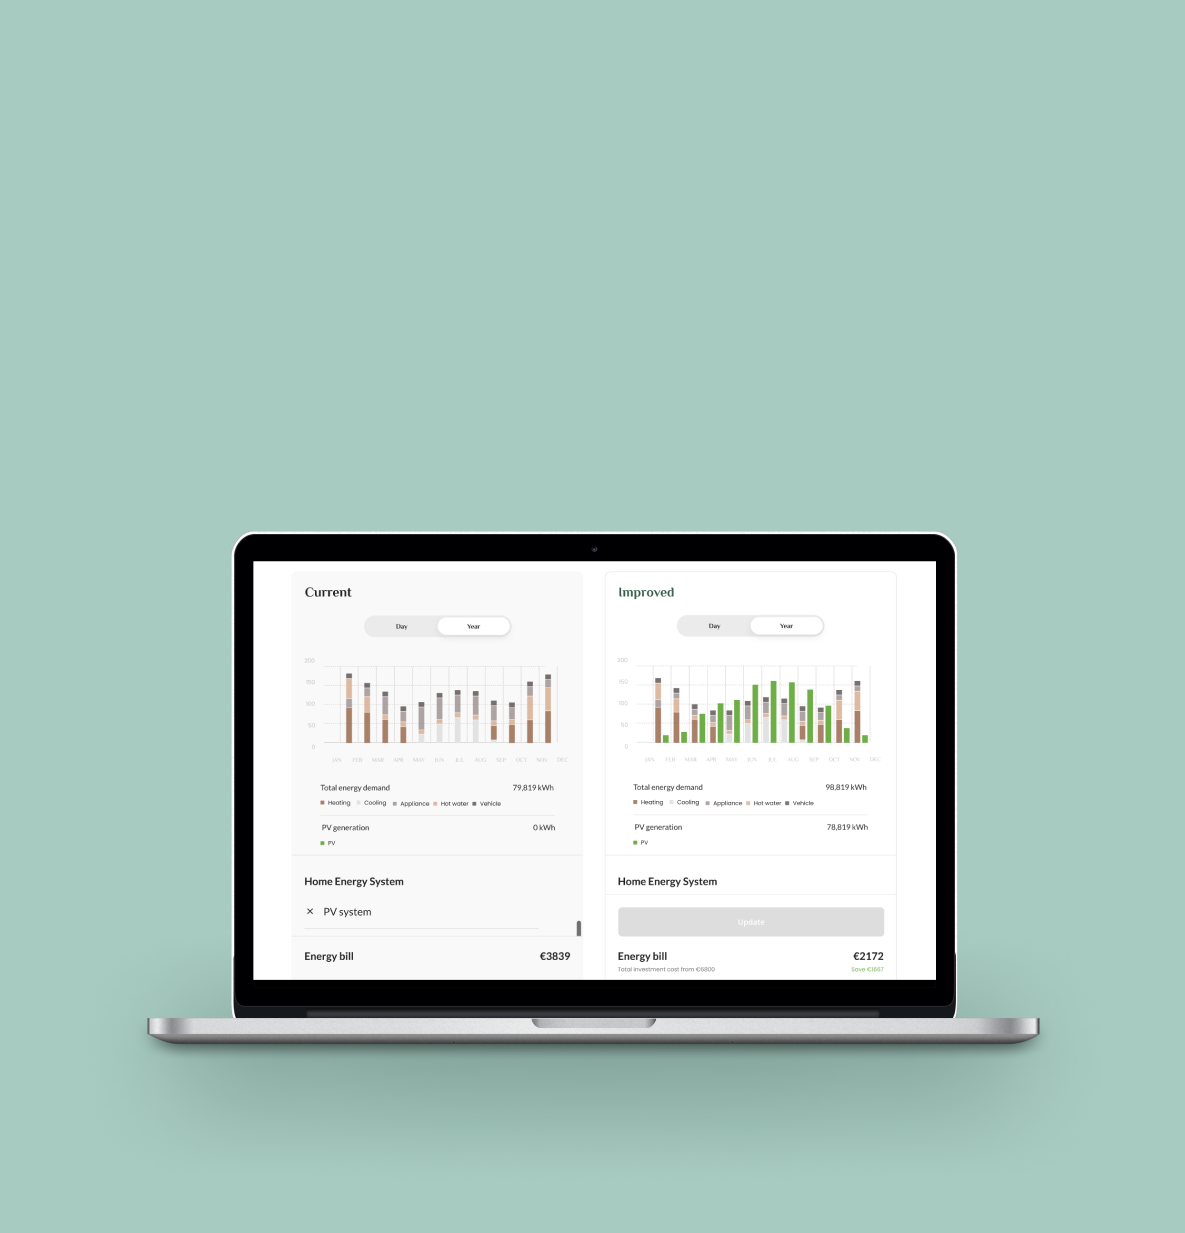 Current
Day
Year
200
150
100
50
0
JAN FEB MAR APR MAY JUN JUL AUG SEP OCT NOV DEC
Total energy demand 79,819 kWh
Heating Cooling Appliance Hot water Vehicle
PV generation 0 kWh
PV
Home Energy System
× PV system
Energy bill €3839
Improved
Day
Year
200
150
100
50
0
JAN FEB MAR APR MAY JUN JUL AUG SEP OCT NOV DEC
Total energy demand 98,819 kWh
Heating Cooling Appliance Hot water Vehicle
PV generation 78,819 kWh
PV
Home Energy System
Update
Energy bill €2172
Total investment cost from €6800
Save €1667